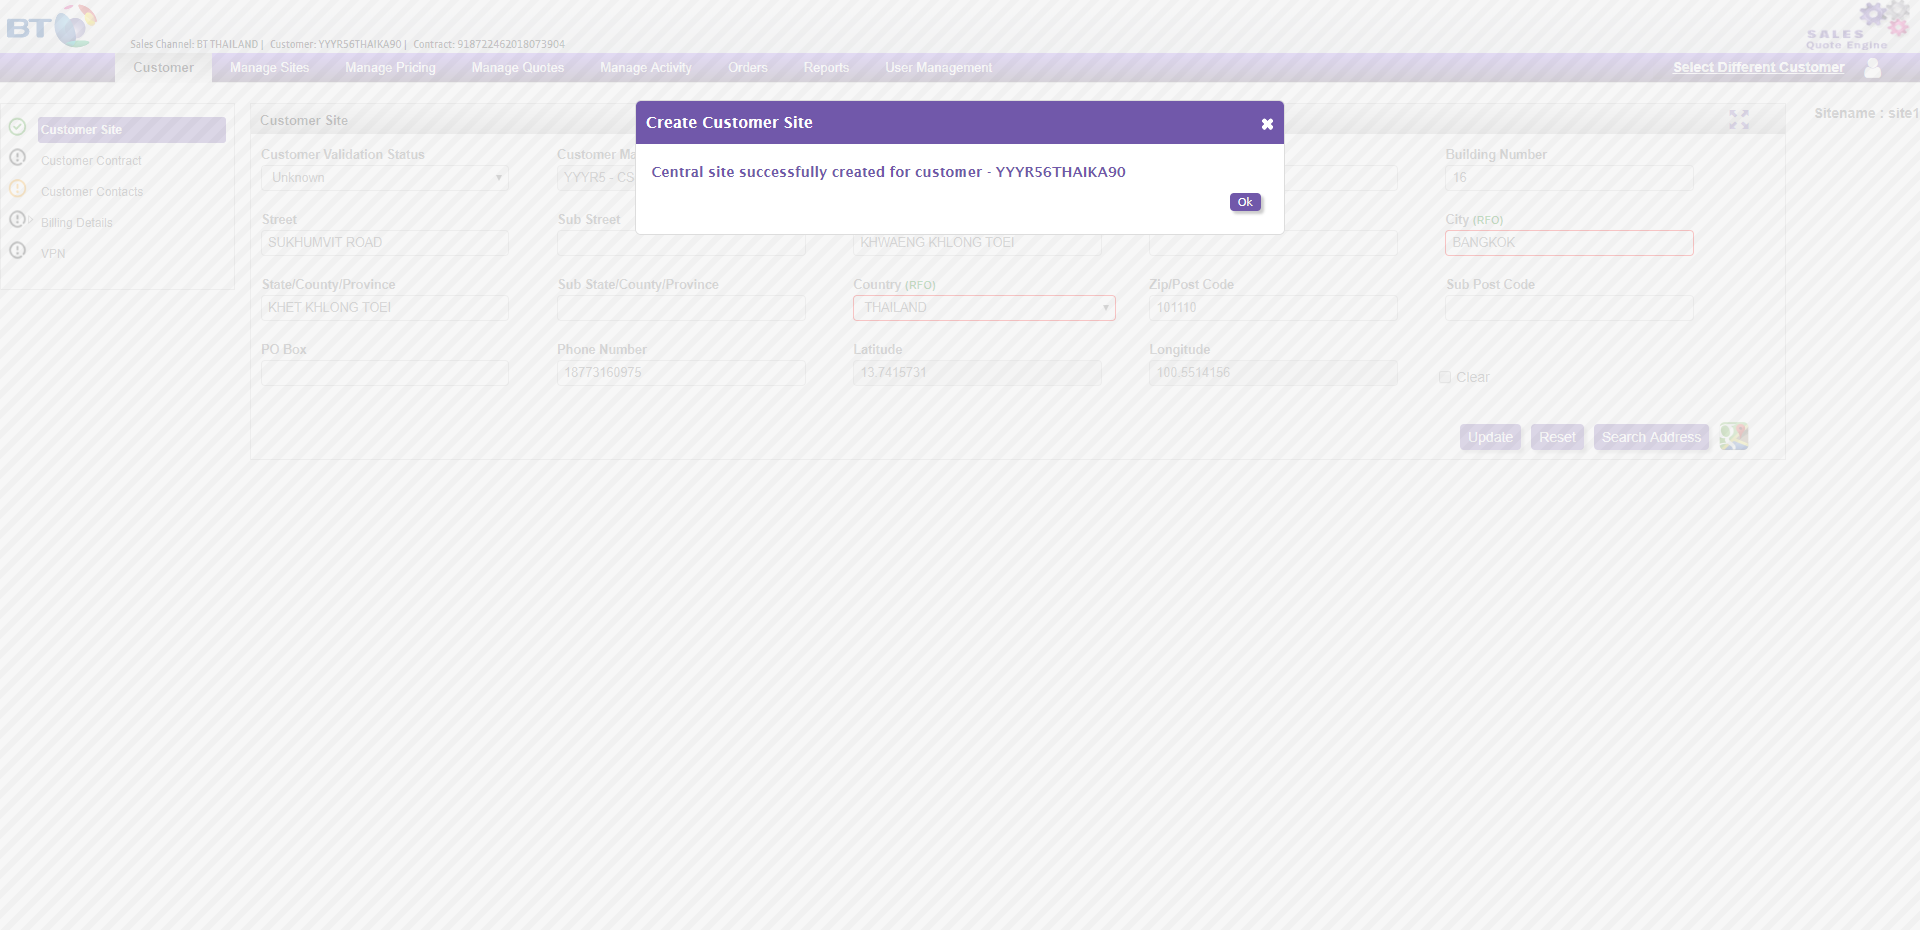 BT
Sales Channel: BT THAILAND | Customer: YYYR56THAIKA90 | Contract: 918722462018073904
SALES
Quote Engine
Customer Manage Sites Manage Pricing Manage Quotes Manage Activity Orders Reports User Management Select Different Customer
Customer Site
Customer Contract
Customer Contacts
Billing Details
VPN
Customer Site
Sitename : site1
Create Customer Site
Central site successfully created for customer - YYYR56THAIKA90
Ok
Customer Validation Status Customer Ma Building Number
Unknown YYYR5 - CS 16
Street Sub Street City (RFO)
SUKHUMVIT ROAD KHWAENG KHLONG TOEI BANGKOK
State/County/Province Sub State/County/Province Country (RFO) Zip/Post Code Sub Post Code
KHET KHLONG TOEI THAILAND 101110
PO Box Phone Number Latitude Longitude
18773160975 13.7415731 100.5514156 Clear
Update Reset Search Address